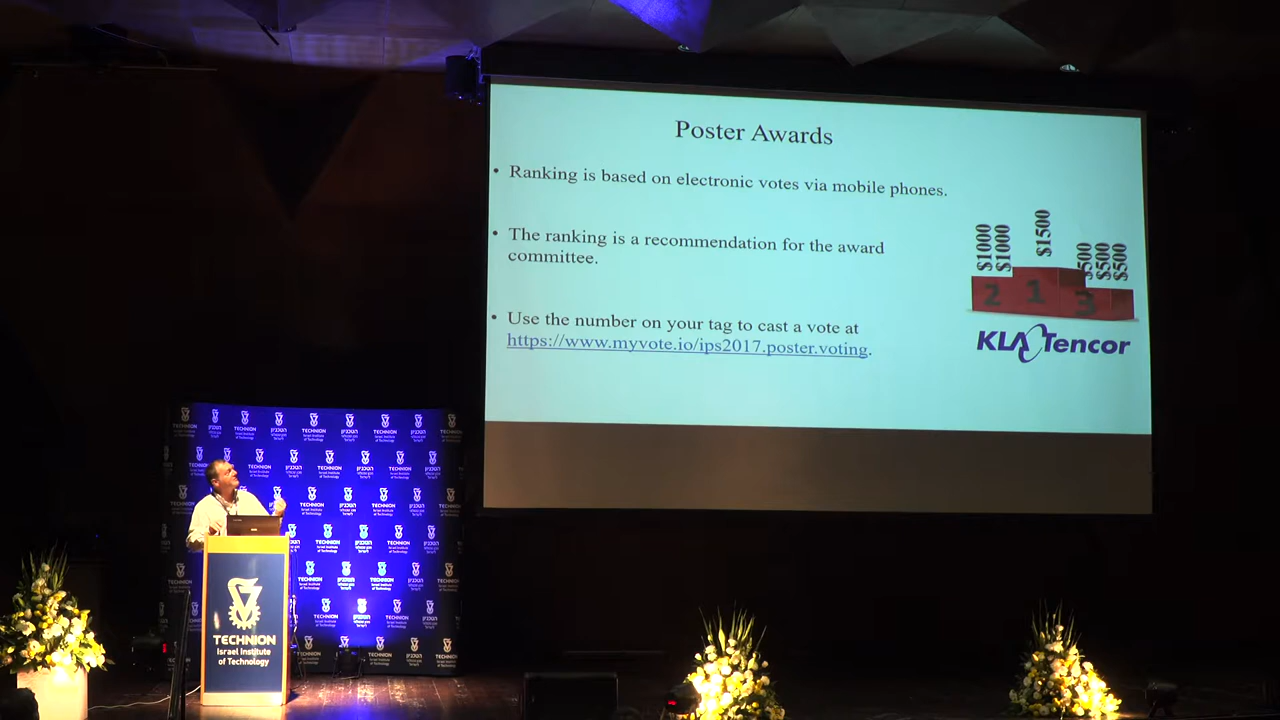 Poster Awards
• Ranking is based on electronic votes via mobile phones.
• The ranking is a recommendation for the award
committee.
• Use the number on your tag to cast a vote at
https://www.myvote.io/ips2017.poster.voting.
$1000
$1000
$1500
$500
$500
$500
2 1 3
KLA Tencor
TECHNION
Israel Institute
of Technology